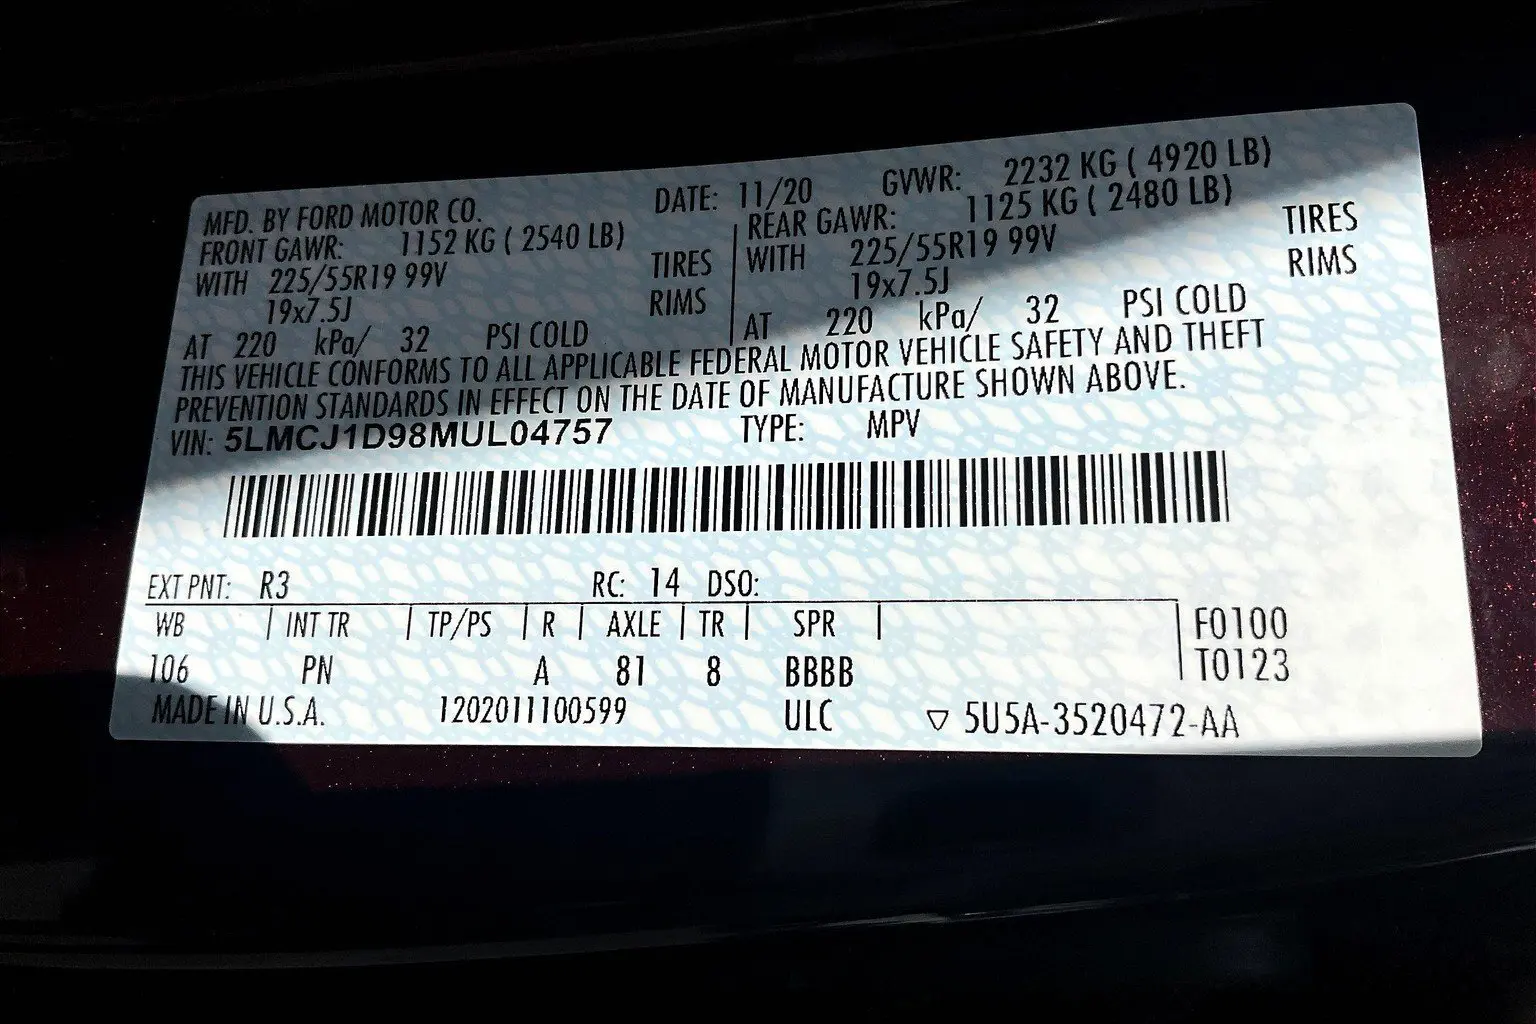 MFD. BY FORD MOTOR CO. DATE: 11/20 GVWR: 2232 KG ( 4920 LB)
FRONT GAWR: 1152 KG ( 2540 LB) REAR GAWR: 1125 KG ( 2480 LB)
WITH 225/55R19 99V TIRES WITH 225/55R19 99V TIRES
19x7.5J RIMS 19x7.5J RIMS
AT 220 kPa/ 32 PSI COLD AT 220 kPa/ 32 PSI COLD
THIS VEHICLE CONFORMS TO ALL APPLICABLE FEDERAL MOTOR VEHICLE SAFETY AND THEFT
PREVENTION STANDARDS IN EFFECT ON THE DATE OF MANUFACTURE SHOWN ABOVE.
VIN: 5LMCJ1D98MUL04757 TYPE: MPV
EXT PNT: R3 RC: 14 DSO:
WB | INT TR | TP/PS | R | AXLE | TR | SPR | F0100
106 PN A 81 8 BBBB T0123
MADE IN U.S.A. 1202011100599 ULC ▽ 5U5A-3520472-AA